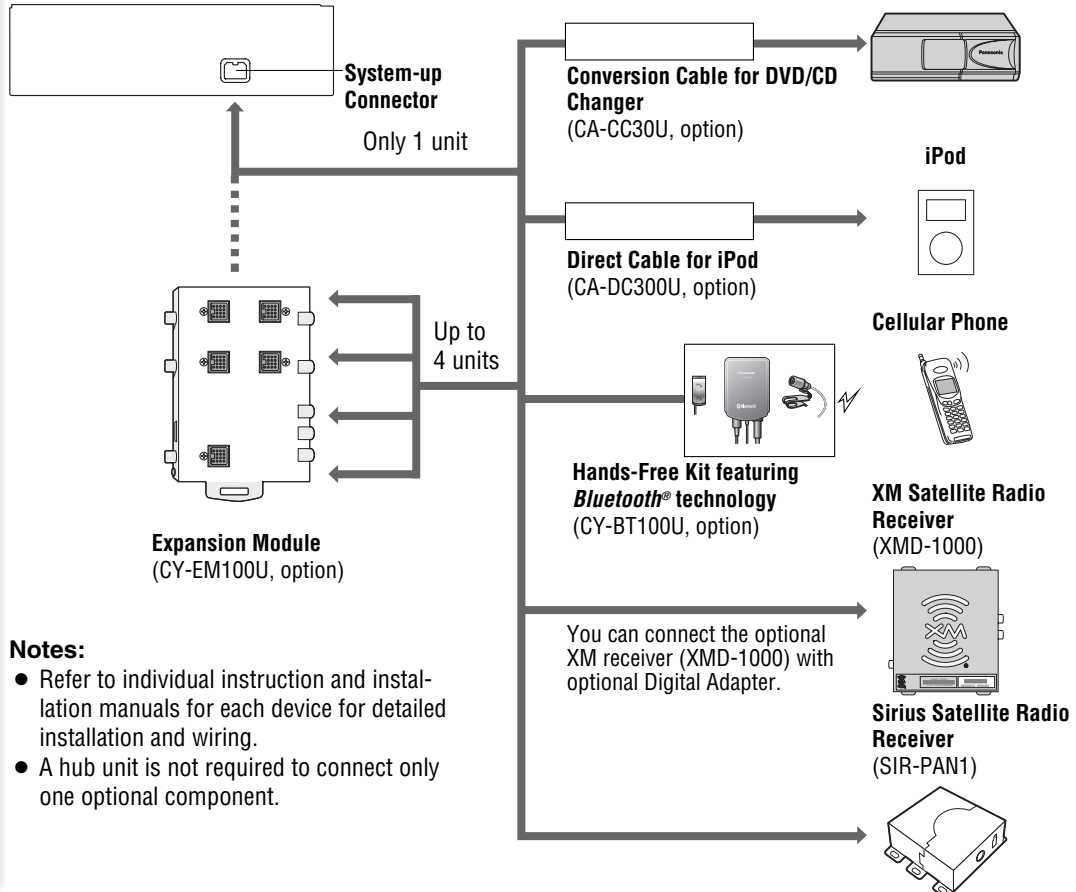 System-up
Connector
Only 1 unit
Conversion Cable for DVD/CD
Changer
(CA-CC30U, option)
Panasonic
iPod
Direct Cable for iPod
(CA-DC300U, option)
Up to
4 units
Cellular Phone
Panasonic
Bluetooth
Hands-Free Kit featuring
Bluetooth® technology
(CY-BT100U, option)
Expansion Module
(CY-EM100U, option)
XM Satellite Radio
Receiver
(XMD-1000)
XM
You can connect the optional
XM receiver (XMD-1000) with
optional Digital Adapter.
Sirius Satellite Radio
Receiver
(SIR-PAN1)
Notes:
● Refer to individual instruction and instal-
lation manuals for each device for detailed
installation and wiring.
● A hub unit is not required to connect only
one optional component.